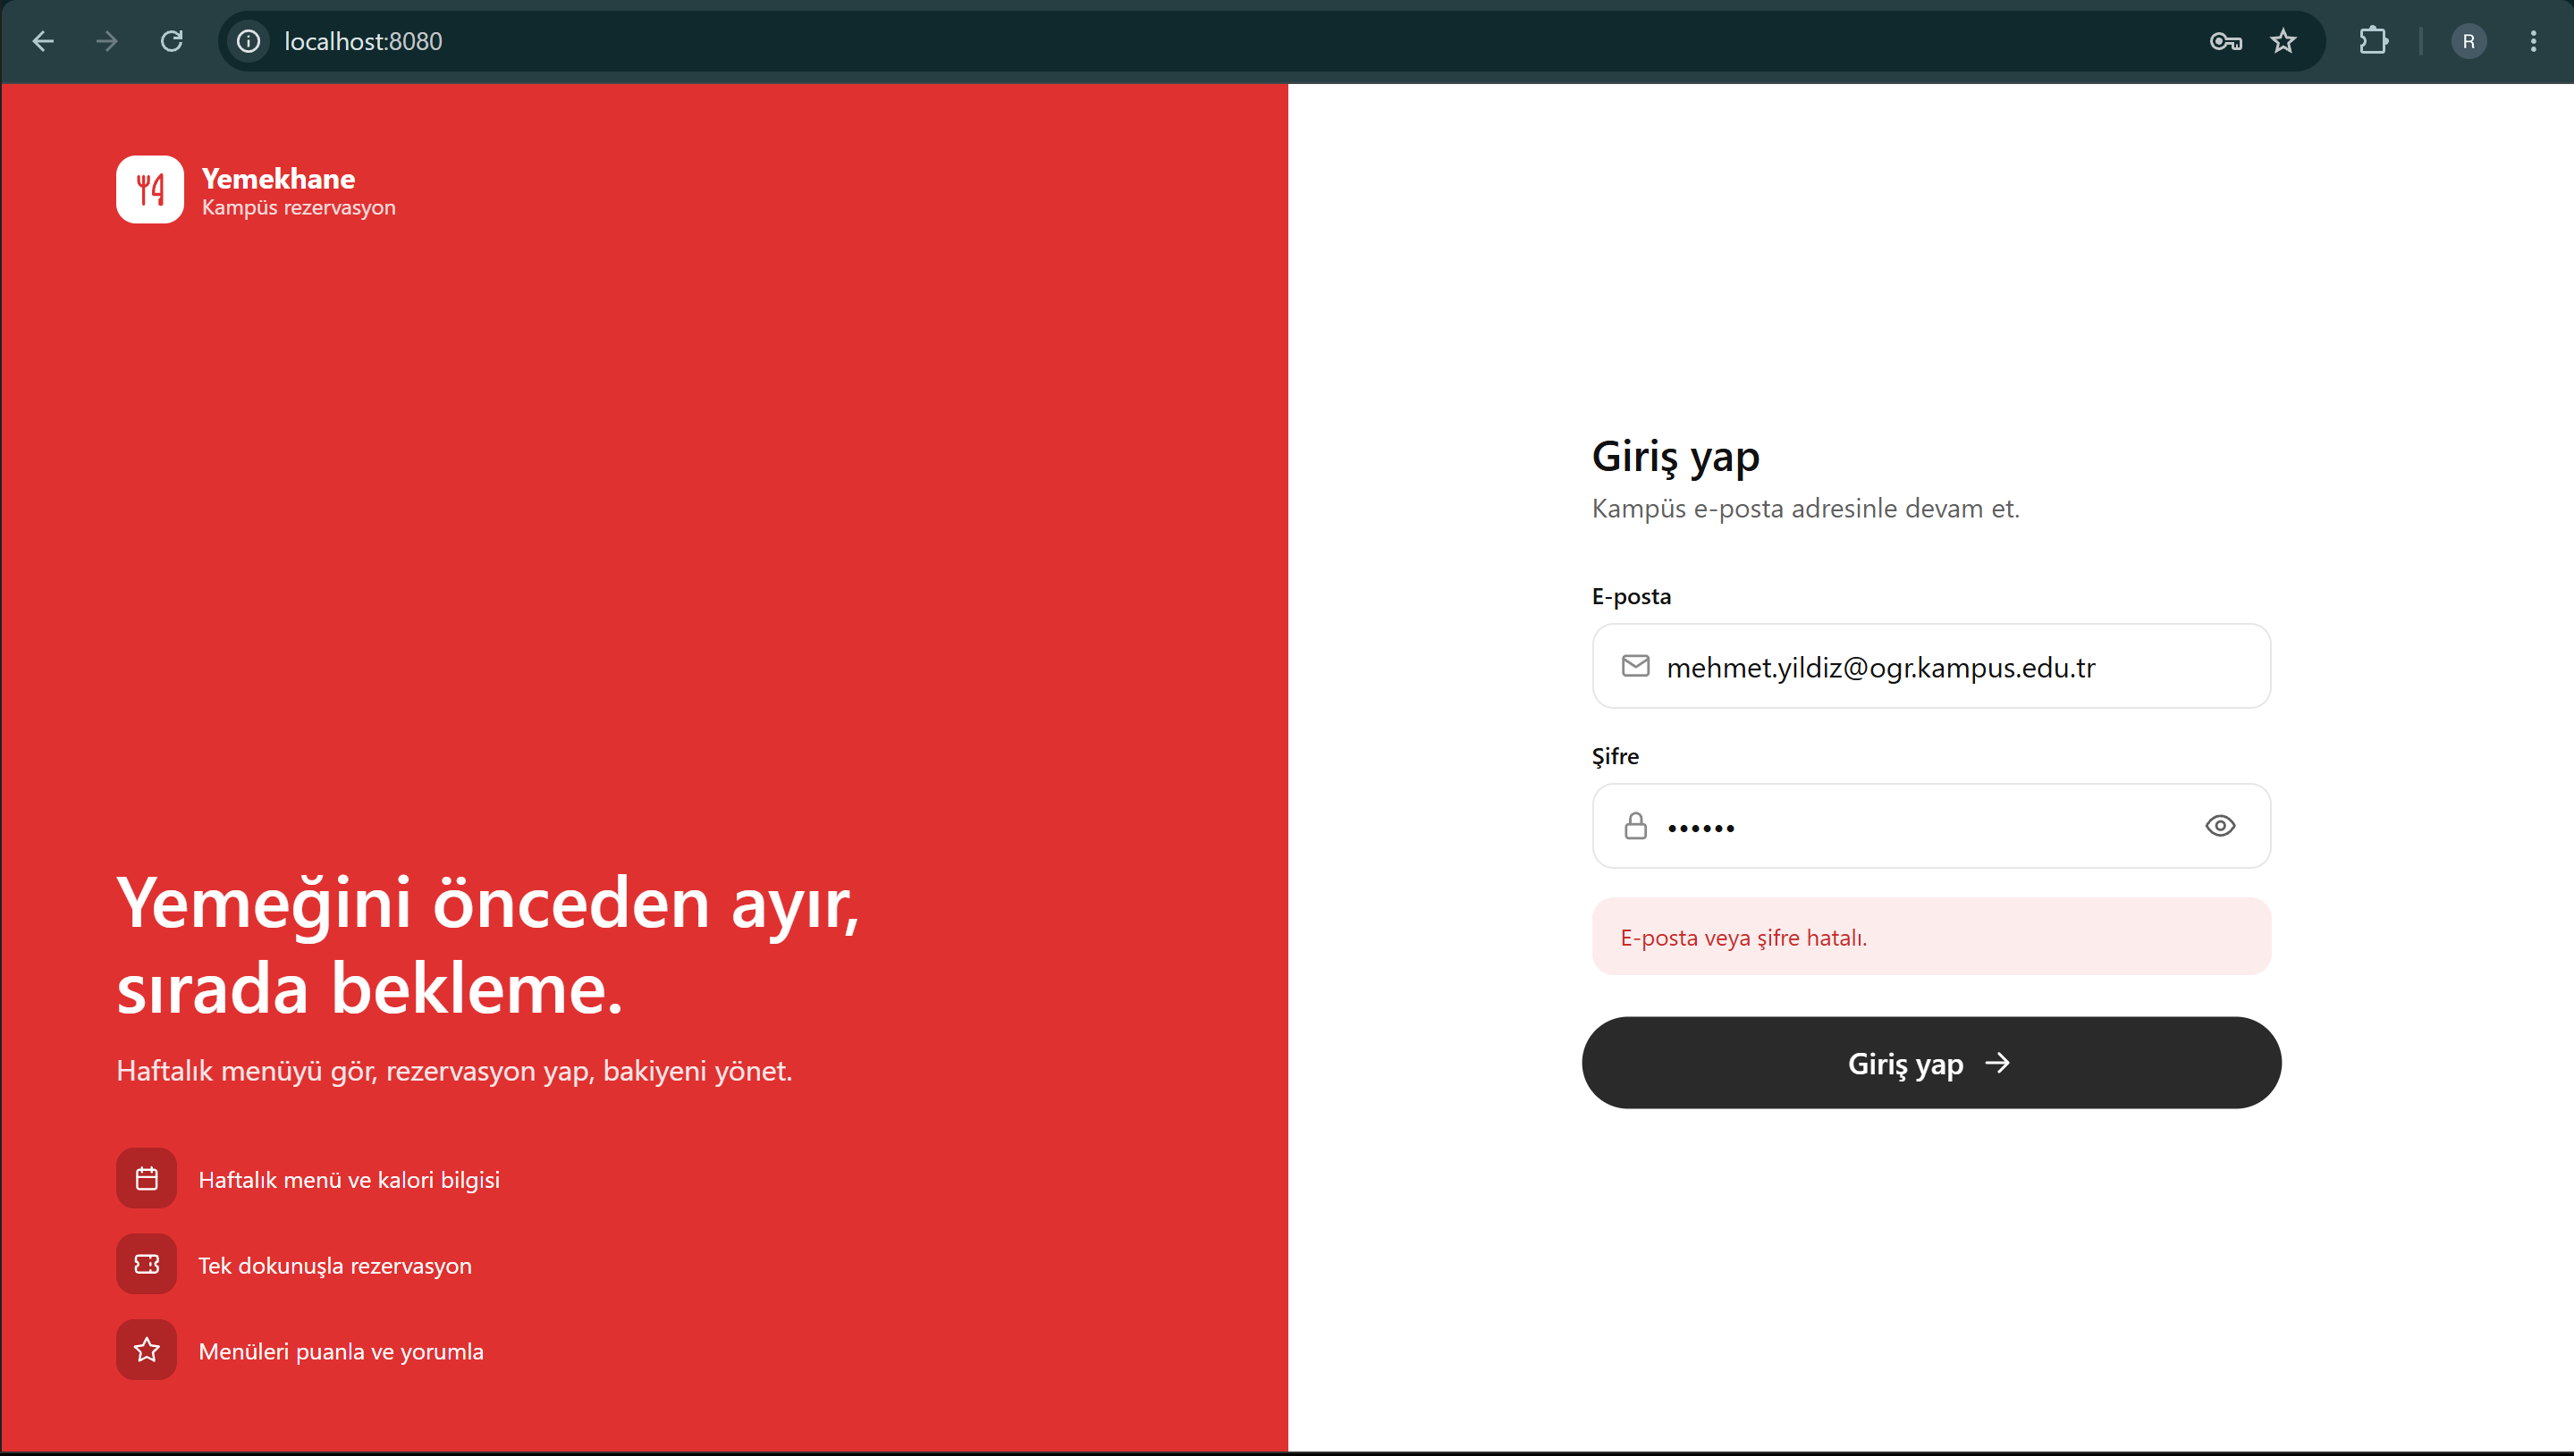 localhost:8080
R
Yemekhane
Kampüs rezervasyon
Yemeğini önceden ayır,
sırada bekleme.
Haftalık menüyü gör, rezervasyon yap, bakiyeni yönet.
Haftalık menü ve kalori bilgisi
Tek dokunuşla rezervasyon
Menüleri puanla ve yorumla
Giriş yap
Kampüs e-posta adresinle devam et.
E-posta
mehmet.yildiz@ogr.kampus.edu.tr
Şifre
••••••
E-posta veya şifre hatalı.
Giriş yap